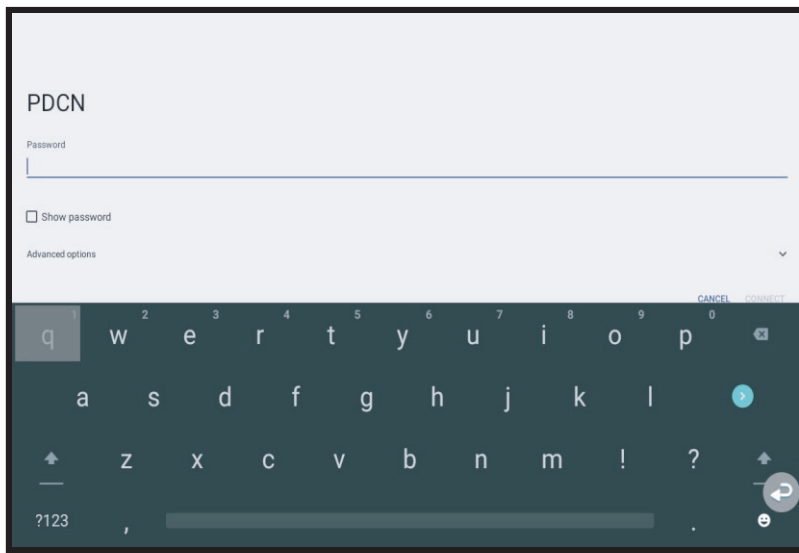 PDCN
Password
Show password
Advanced options
CANCEL CONNECT
1 2 3 4 5 6 7 8 9 0
q w e r t y u i o p
a s d f g h j k l
z x c v b n m ! ?
?123 , .